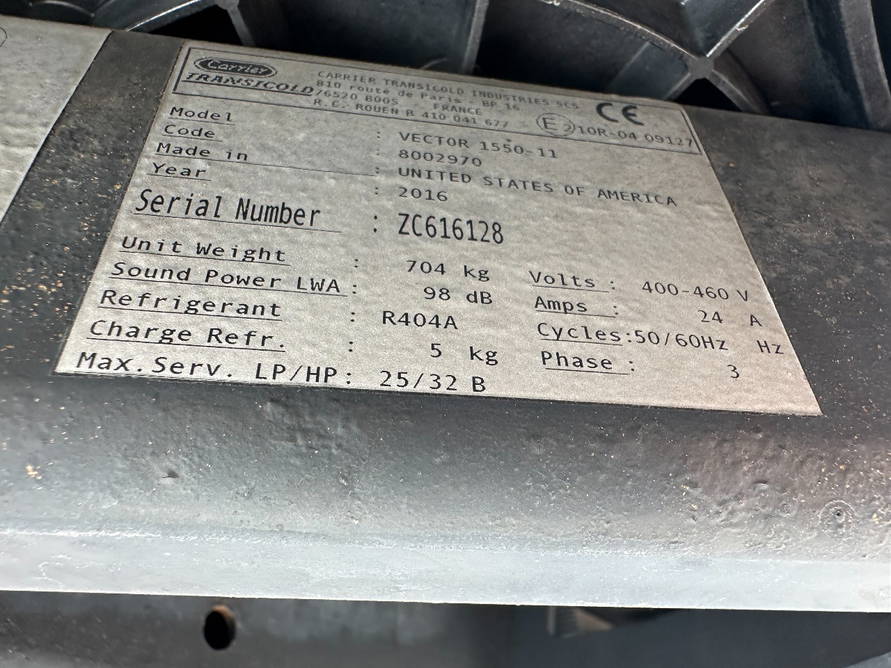 Carrier
TRANSICOLD
CARRIER TRANSICOLD INDUSTRIES SCS
810 route de Paris . BP 16
76520 BOOS - FRANCE
R.C. ROUEN B 410 041 677
CE
E2 10R-04 09127
Model : VECTOR 1550-11
Code : 8002970
Made in : UNITED STATES OF AMERICA
Year : 2016
Serial Number : ZC616128
Unit Weight : 704 kg
Sound Power LWA : 98 dB
Refrigerant : R404A
Charge Refr. : 5 kg
Max. Serv. LP/HP : 25/32 B
Volts : 400-460 V
Amps : 24 A
Cycles:50/60Hz Hz
Phase : 3